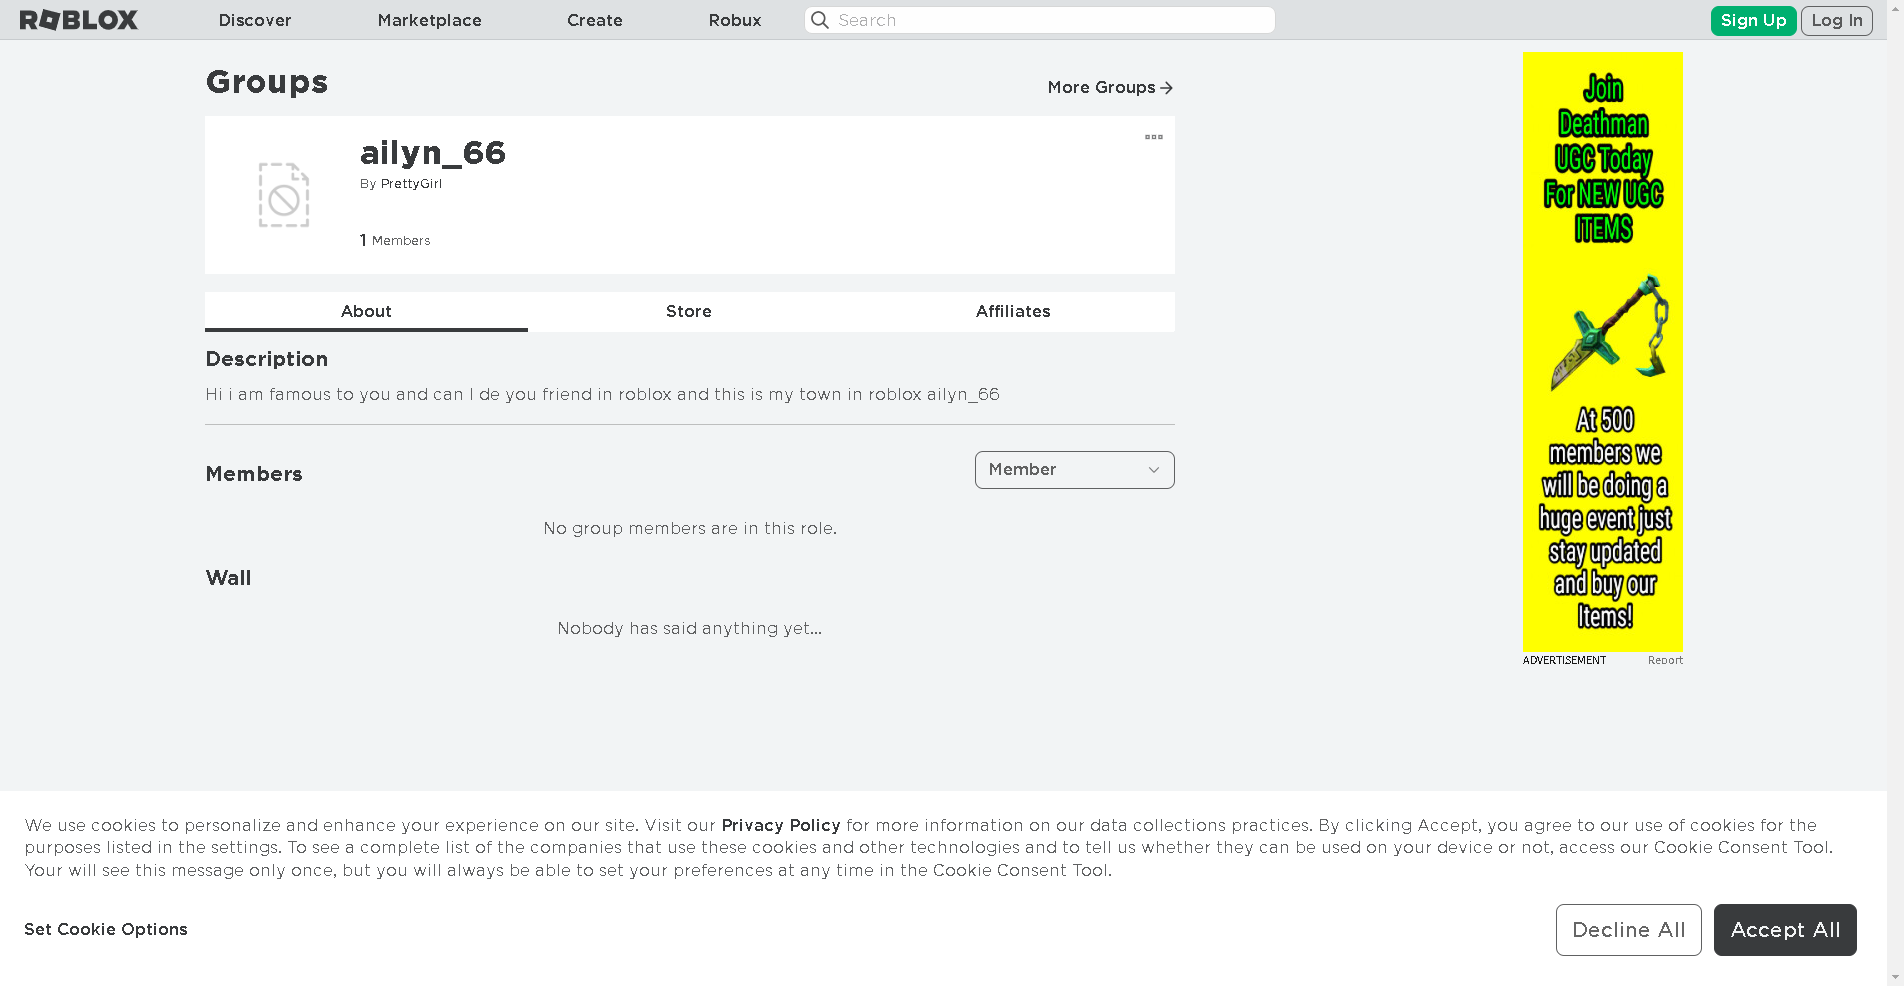 ROBLOX
Discover
Marketplace
Create
Robux
Search
Sign Up
Log In
Groups
More Groups
ailyn_66
By PrettyGirl
1 Members
About
Store
Affiliates
Description
Hi i am famous to you and can I de you friend in roblox and this is my town in roblox ailyn_66
Members
Member
No group members are in this role.
Wall
Nobody has said anything yet...
Join
Deathman
UGC Today
For NEW UGC
ITEMS
At 500
members we
will be doing a
huge event just
stay updated
and buy our
Items!
ADVERTISEMENT
Report
We use cookies to personalize and enhance your experience on our site. Visit our Privacy Policy for more information on our data collections practices. By clicking Accept, you agree to our use of cookies for the
purposes listed in the settings. To see a complete list of the companies that use these cookies and other technologies and to tell us whether they can be used on your device or not, access our Cookie Consent Tool.
Your will see this message only once, but you will always be able to set your preferences at any time in the Cookie Consent Tool.
Set Cookie Options
Decline All
Accept All